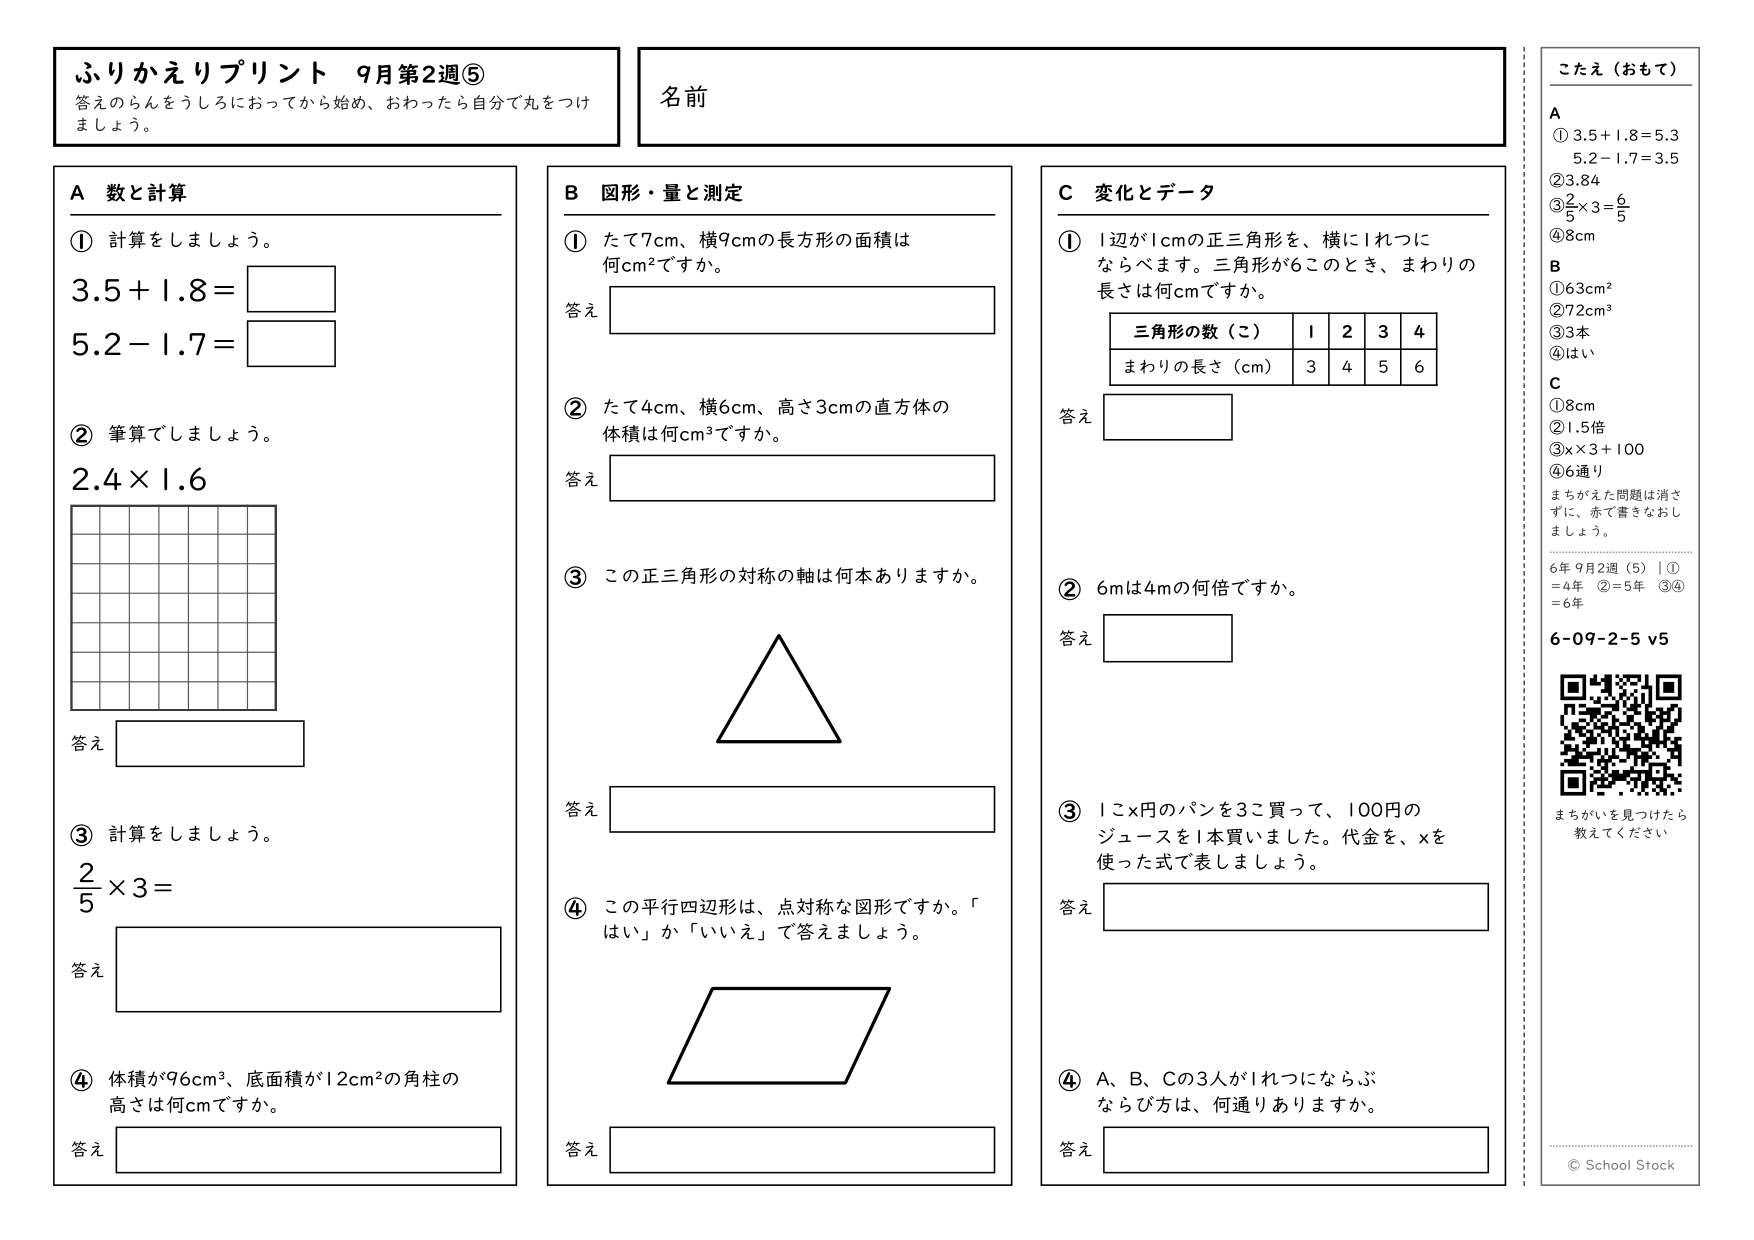 ふりかえりプリント　9月第2週⑤
答えのらんをうしろにおってから始め、おわったら自分で丸をつけ
ましょう。
名前
A　数と計算
① 計算をしましょう。
3.5＋1.8＝
5.2－1.7＝
② 筆算でしましょう。
2.4×1.6
答え
③ 計算をしましょう。
2/5×3＝
答え
④ 体積が96cm³、底面積が12cm²の角柱の
高さは何cmですか。
答え
B　図形・量と測定
① たて7cm、横9cmの長方形の面積は
何cm²ですか。
答え
② たて4cm、横6cm、高さ3cmの直方体の
体積は何cm³ですか。
答え
③ この正三角形の対称の軸は何本ありますか。
答え
④ この平行四辺形は、点対称な図形ですか。「
はい」か「いいえ」で答えましょう。
答え
C　変化とデータ
① 1辺が1cmの正三角形を、横に1れつに
ならべます。三角形が6このとき、まわりの
長さは何cmですか。
三角形の数（こ） 1 2 3 4
まわりの長さ（cm） 3 4 5 6
答え
② 6mは4mの何倍ですか。
答え
③ 1こx円のパンを3こ買って、100円の
ジュースを1本買いました。代金を、xを
使った式で表しましょう。
答え
④ A、B、Cの3人が1れつにならぶ
ならび方は、何通りありますか。
答え
こたえ（おもて）
A
① 3.5＋1.8＝5.3
5.2－1.7＝3.5
②3.84
③2/5×3＝6/5
④8cm
B
①63cm²
②72cm³
③3本
④はい
C
①8cm
②1.5倍
③x×3＋100
④6通り
まちがえた問題は消さ
ずに、赤で書きなおし
ましょう。
6年 9月2週（5）｜①
＝4年　②＝5年　③④
＝6年
6-09-2-5 v5
まちがいを見つけたら
教えてください
© School Stock